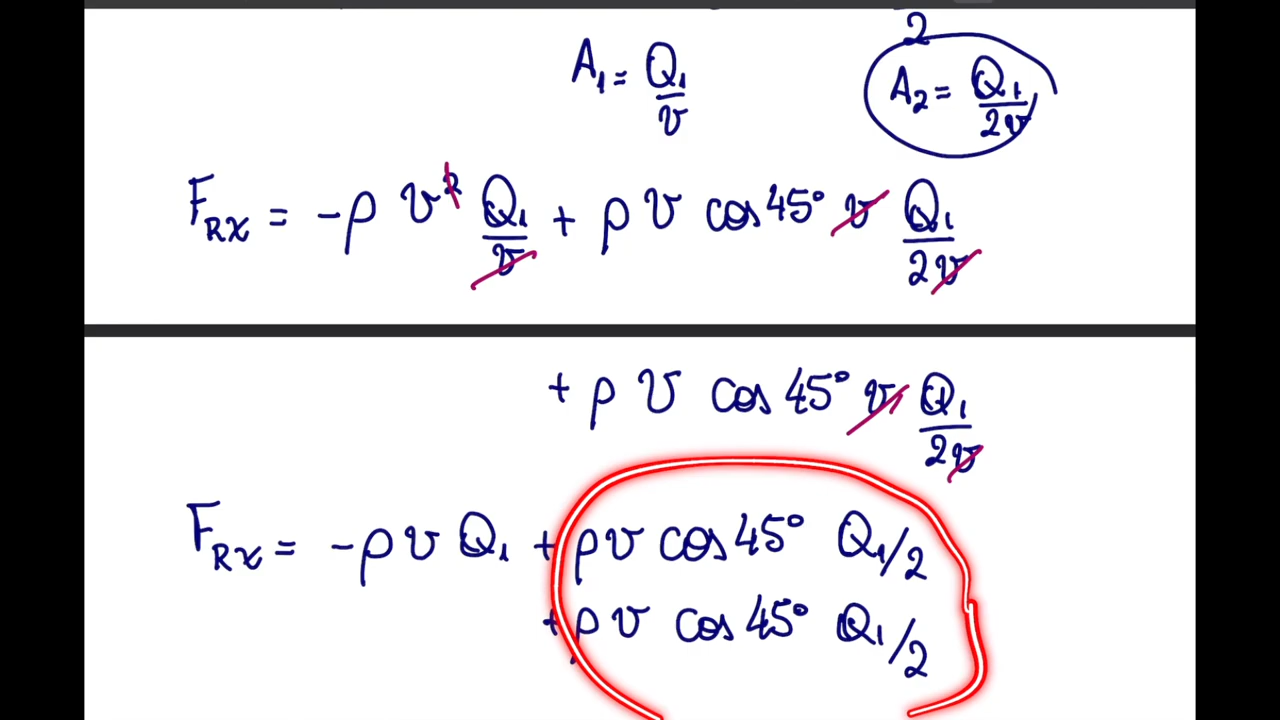 2
A₁ = Q₁/v A₂ = Q₁/2v
F_RX = -ρ v² Q₁/v + ρ v cos 45° v Q₁/2v
+ ρ v cos 45° v Q₁/2v
F_RX = -ρ v Q₁ + ρ v cos 45° Q₁/2
+ ρ v cos 45° Q₁/2